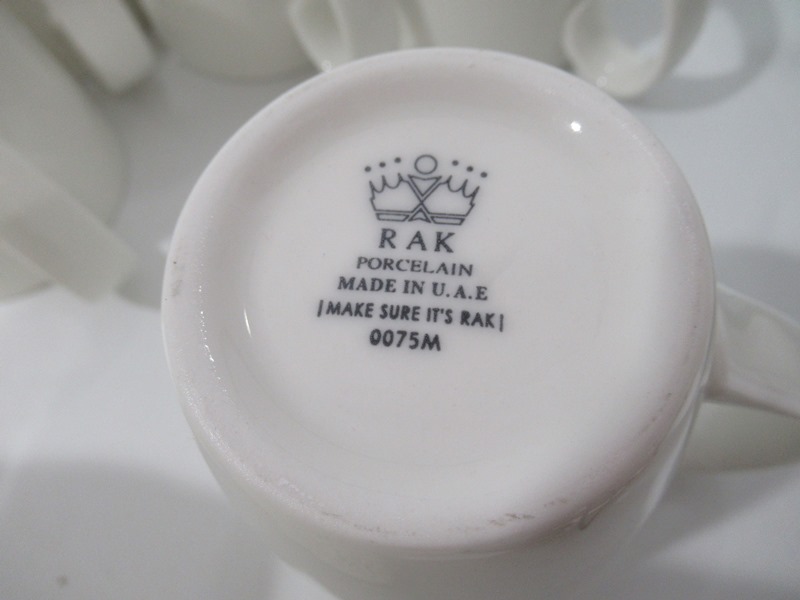 RAK
PORCELAIN
MADE IN U.A.E
|MAKE SURE IT'S RAK|
0075M